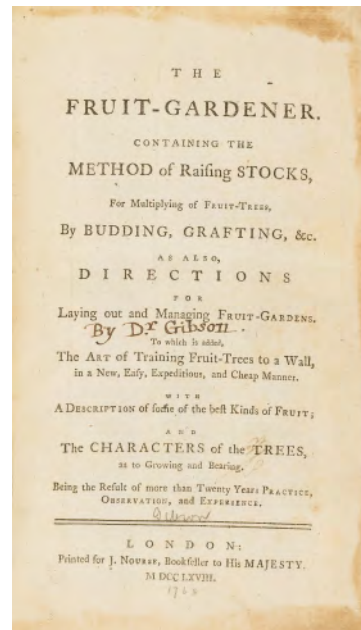 THE
FRUIT-GARDENER.
CONTAINING THE
METHOD of Raiſing STOCKS,
For Multiplying of FRUIT-TREES,
By BUDDING, GRAFTING, &c.
AS ALSO,
DIRECTIONS
FOR
Laying out and Managing FRUIT-GARDENS.
By Dr Gibson.
To which is added,
The ART of Training Fruit-Trees to a Wall,
in a New, Eaſy, Expeditious, and Cheap Manner.
WITH
A DESCRIPTION of ſome of the beſt Kinds of FRUIT;
AND
The CHARACTERS of the TREES,
as to Growing and Bearing.
Being the Reſult of more than Twenty Years PRACTICE,
OBSERVATION, and EXPERIENCE.
Gibson
LONDON:
Printed for J. NOURSE, Bookſeller to His MAJESTY.
M DCC LXVIII.
1768